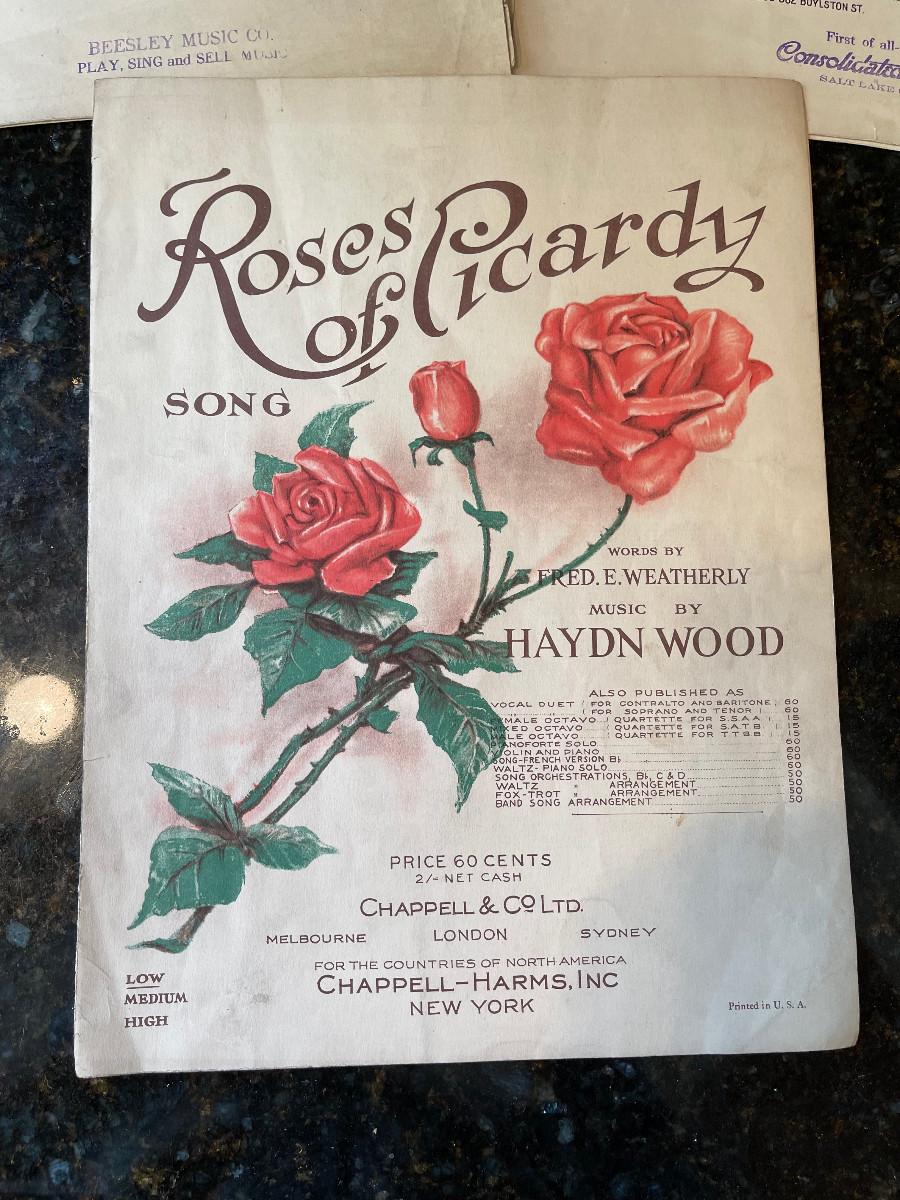 BEESLEY MUSIC CO.
PLAY, SING and SELL MUSIC
BOYLSTON ST.
First of all—
Consolidated
SALT LAKE
Roses
of Picardy
SONG
WORDS BY
FRED. E. WEATHERLY
MUSIC BY
HAYDN WOOD
ALSO PUBLISHED AS
VOCAL DUET (FOR CONTRALTO AND BARITONE) 60
" " (FOR SOPRANO AND TENOR) 60
FEMALE OCTAVO (QUARTETTE FOR S.S.A.A.) 15
MIXED OCTAVO (QUARTETTE FOR S.A.T.B.) 15
MALE OCTAVO (QUARTETTE FOR T.T.B.B.) 15
PIANOFORTE SOLO 60
VIOLIN AND PIANO 60
SONG-FRENCH VERSION B♭ 60
WALTZ-PIANO SOLO 60
SONG ORCHESTRATIONS, B♭, C & D 50
WALTZ " ARRANGEMENT 50
FOX-TROT " ARRANGEMENT 50
BAND SONG ARRANGEMENT 50
PRICE 60 CENTS
2/- NET CASH
CHAPPELL & CO LTD.
MELBOURNE LONDON SYDNEY
FOR THE COUNTRIES OF NORTH AMERICA
CHAPPELL-HARMS, INC
NEW YORK
LOW
MEDIUM
HIGH
Printed in U. S. A.